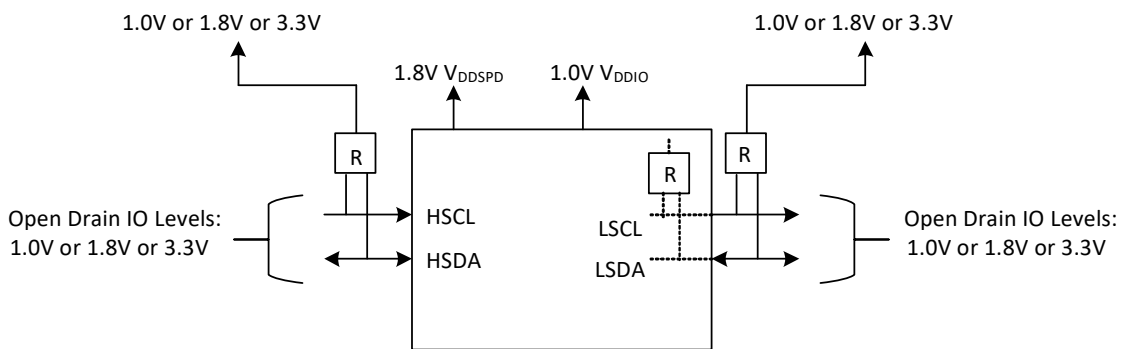 1.0V or 1.8V or 3.3V
1.0V or 1.8V or 3.3V
1.8V VDDSPD
1.0V VDDIO
R
R
R
Open Drain IO Levels:
1.0V or 1.8V or 3.3V
HSCL
HSDA
LSCL
LSDA
Open Drain IO Levels:
1.0V or 1.8V or 3.3V